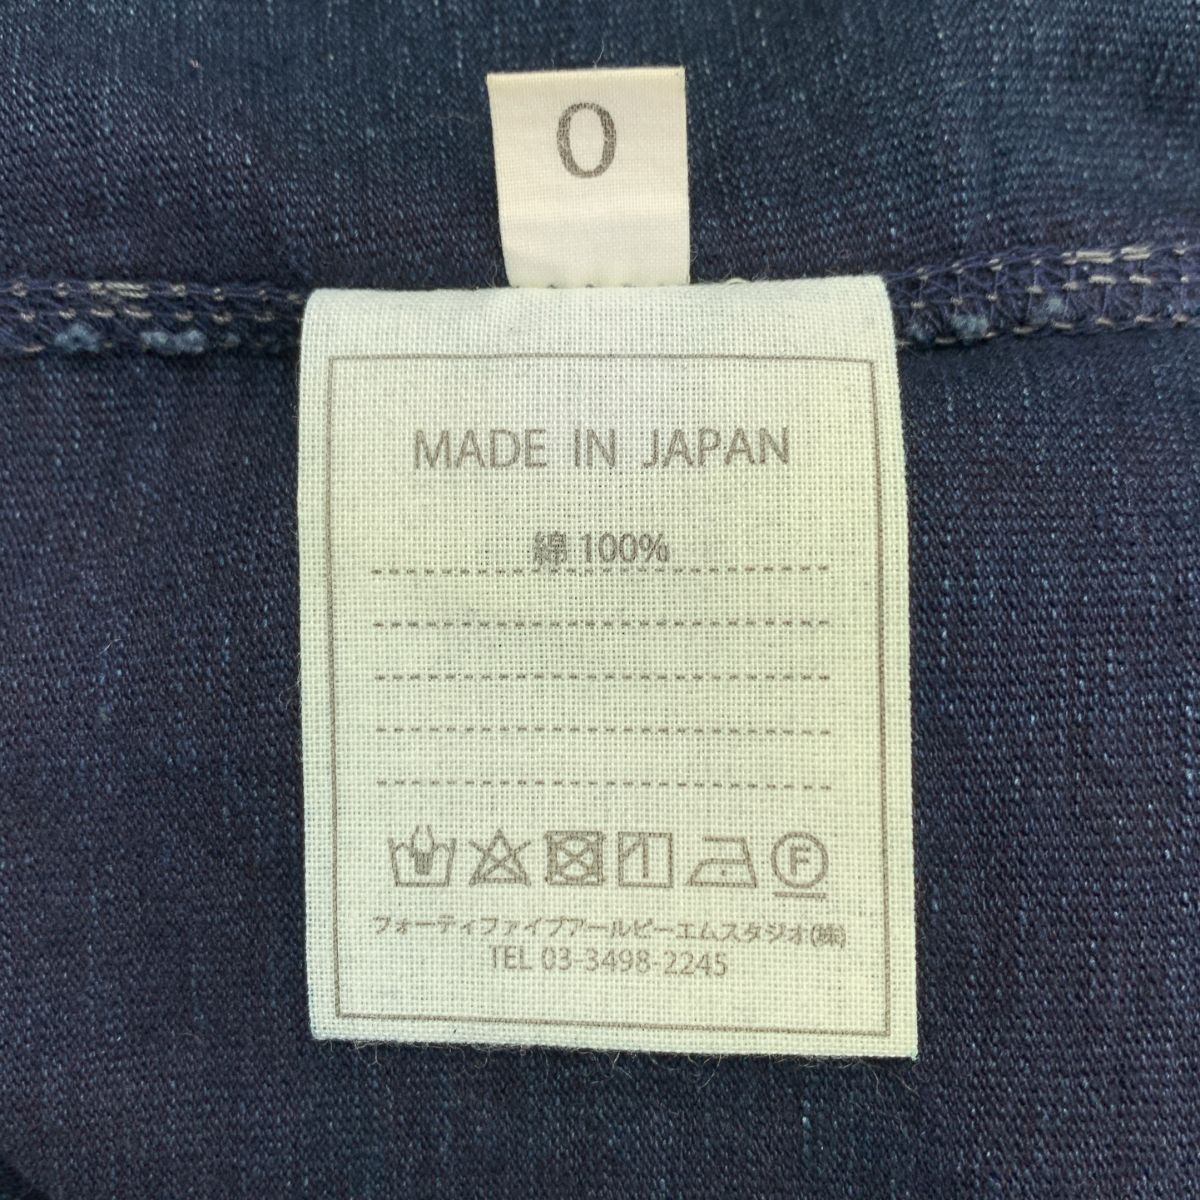 0
MADE IN JAPAN
綿 100%
F
フォーティファイブアールピーエムスタジオ(株)
TEL 03-3498-2245